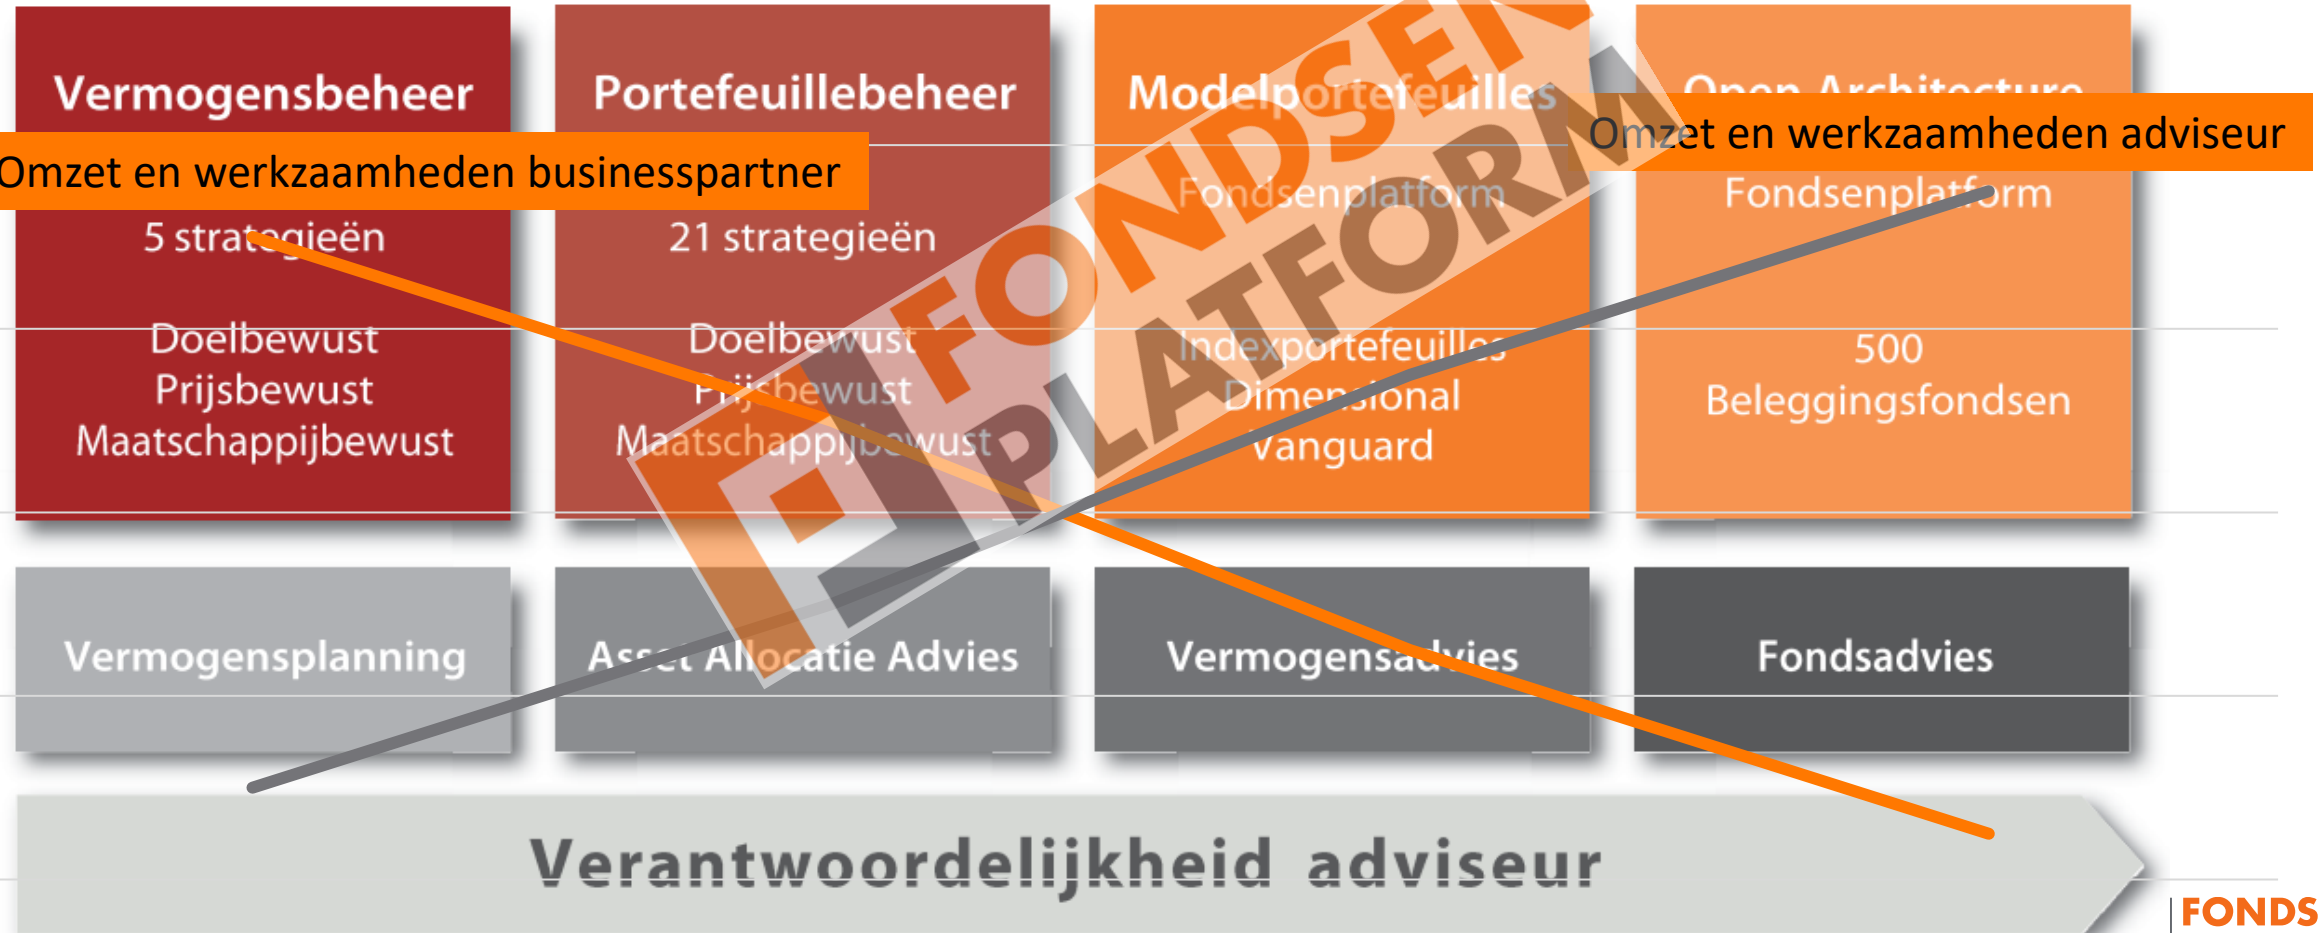 Vermogensbeheer
Omzet en werkzaamheden businesspartner
5 strategieën
Doelbewust
Prijsbewust
Maatschappijbewust
Portefeuillebeheer
21 strategieën
Doelbewust
Prijsbewust
Maatschappijbewust
Modelportefeuilles
Fondsenplatform
Indexportefeuilles
Dimensional
Vanguard
Open Architecture
Omzet en werkzaamheden adviseur
Fondsenplatform
500
Beleggingsfondsen
FONDSEN
PLATFORM
Vermogensplanning
Asset Allocatie Advies
Vermogensadvies
Fondsadvies
Verantwoordelijkheid adviseur
FONDS